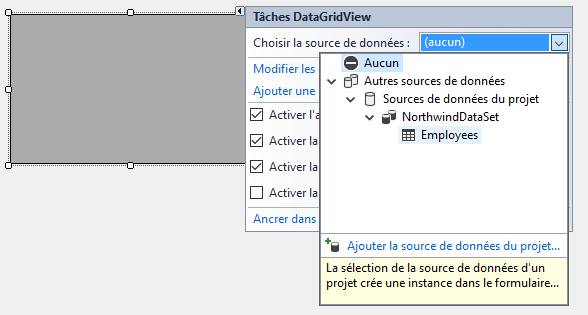 Tâches DataGridView
Choisir la source de données : (aucun)
Modifier les
Ajouter une
Activer l'a
Activer la
Activer la
Activer la
Ancrer dans
Aucun
Autres sources de données
Sources de données du projet
NorthwindDataSet
Employees
Ajouter la source de données du projet...
La sélection de la source de données d'un
projet crée une instance dans le formulaire...